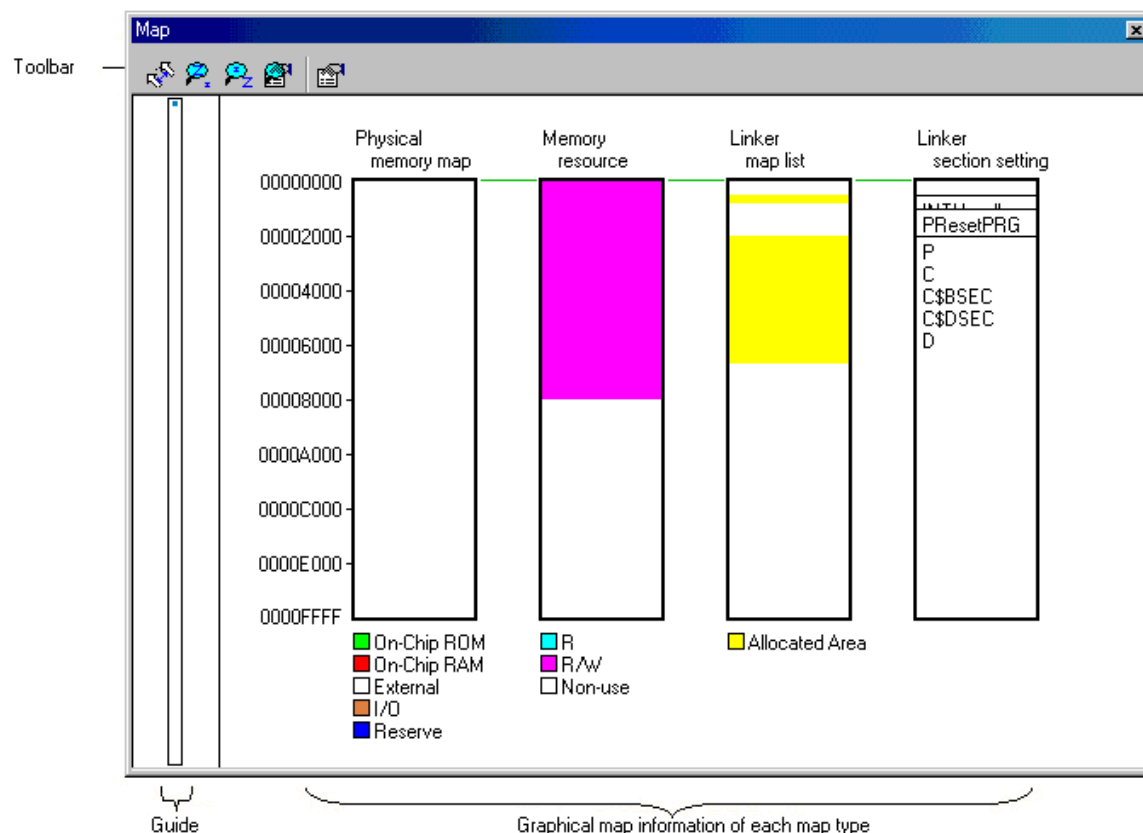 Map
Toolbar
Physical
memory map
Memory
resource
Linker
map list
Linker
section setting
00000000
00002000
00004000
00006000
00008000
0000A000
0000C000
0000E000
0000FFFF
PResetPRG
P
C
C$BSEC
C$DSEC
D
On-Chip ROM
On-Chip RAM
External
I/O
Reserve
R
R/W
Non-use
Allocated Area
Guide
Graphical map information of each map type